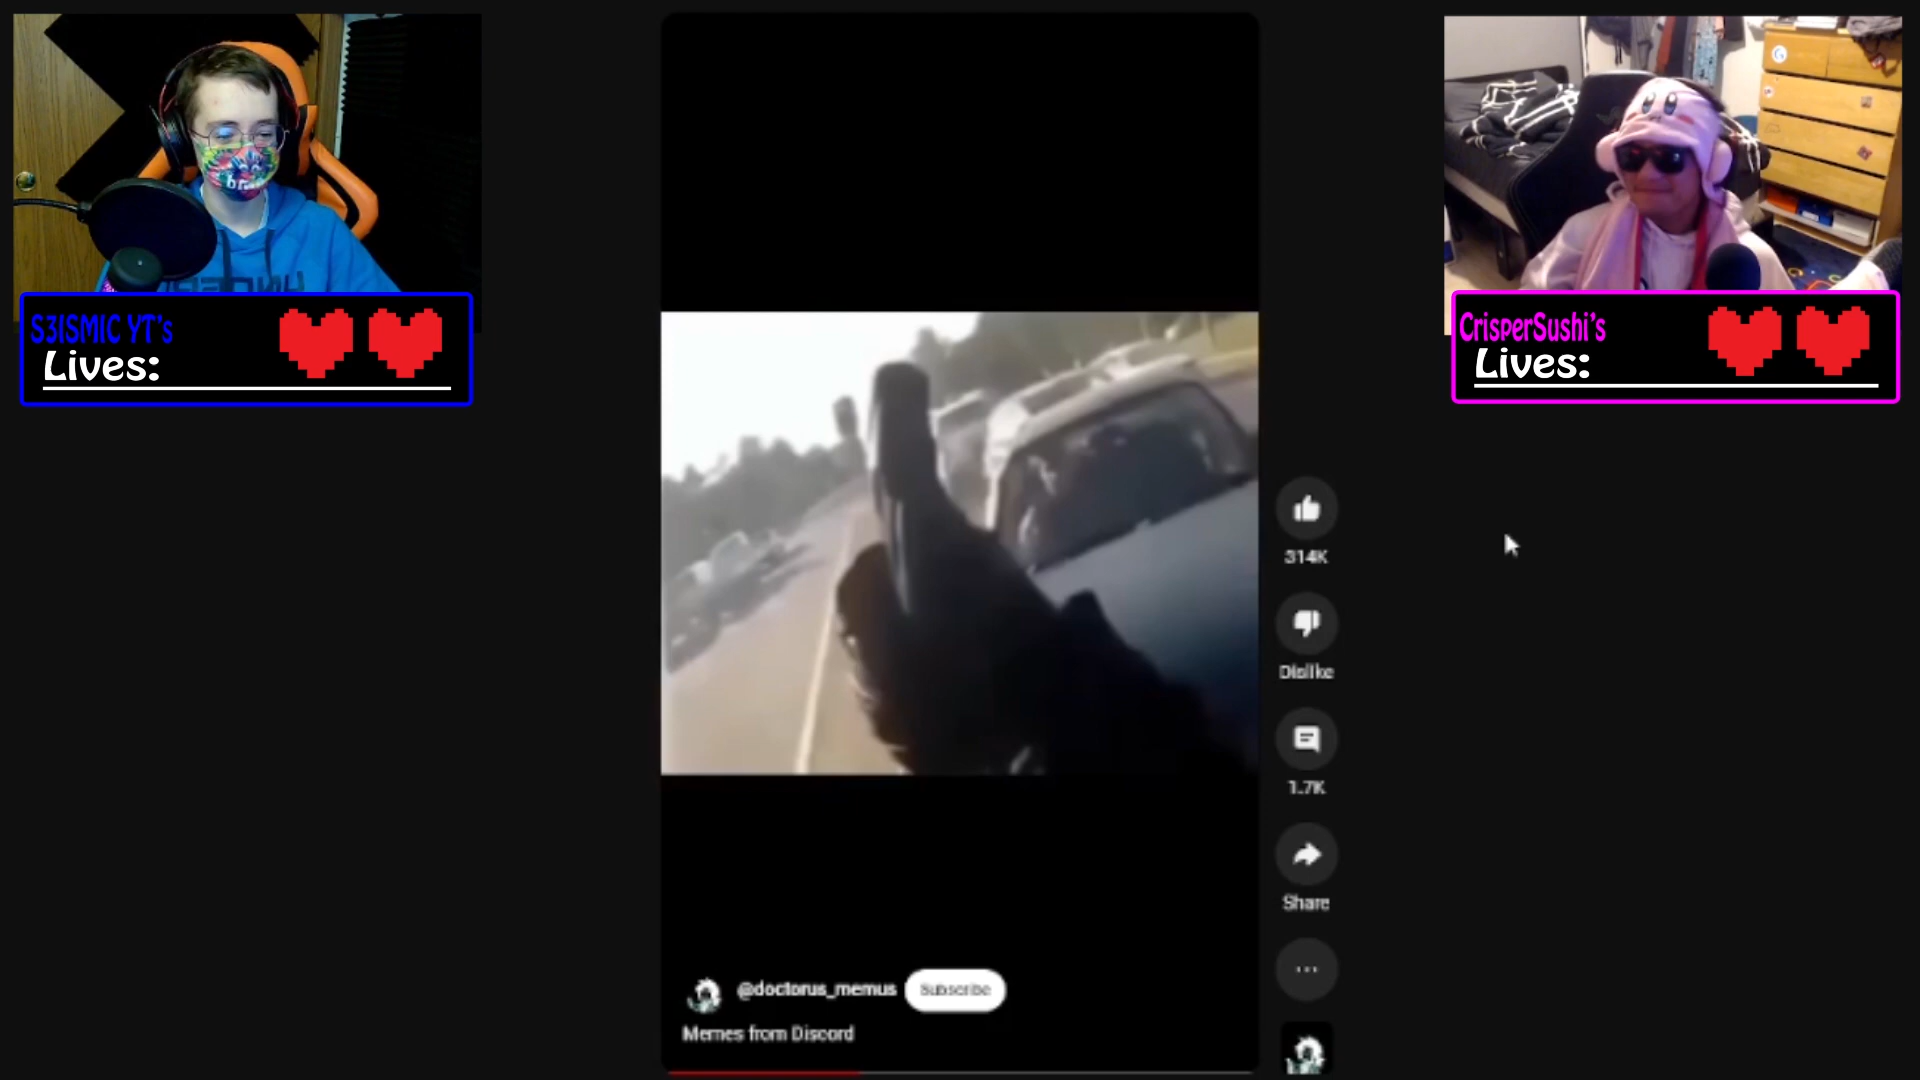 S3ISMIC YT's
Lives:
CrisperSushi's
Lives:
314K
Dislike
1.7K
Share
@doctorus_memus
Subscribe
Memes from Discord